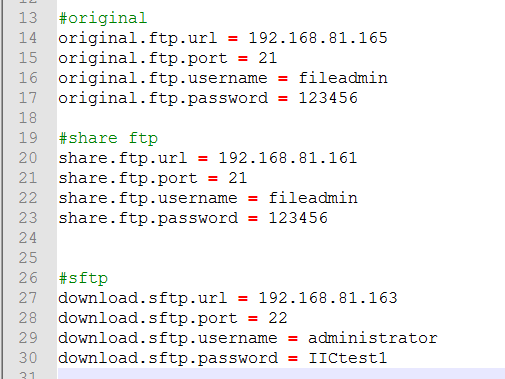 13 #original
14 original.ftp.url = 192.168.81.165
15 original.ftp.port = 21
16 original.ftp.username = fileadmin
17 original.ftp.password = 123456
18
19 #share ftp
20 share.ftp.url = 192.168.81.161
21 share.ftp.port = 21
22 share.ftp.username = fileadmin
23 share.ftp.password = 123456
24
25
26 #sftp
27 download.sftp.url = 192.168.81.163
28 download.sftp.port = 22
29 download.sftp.username = administrator
30 download.sftp.password = IICtest1
31